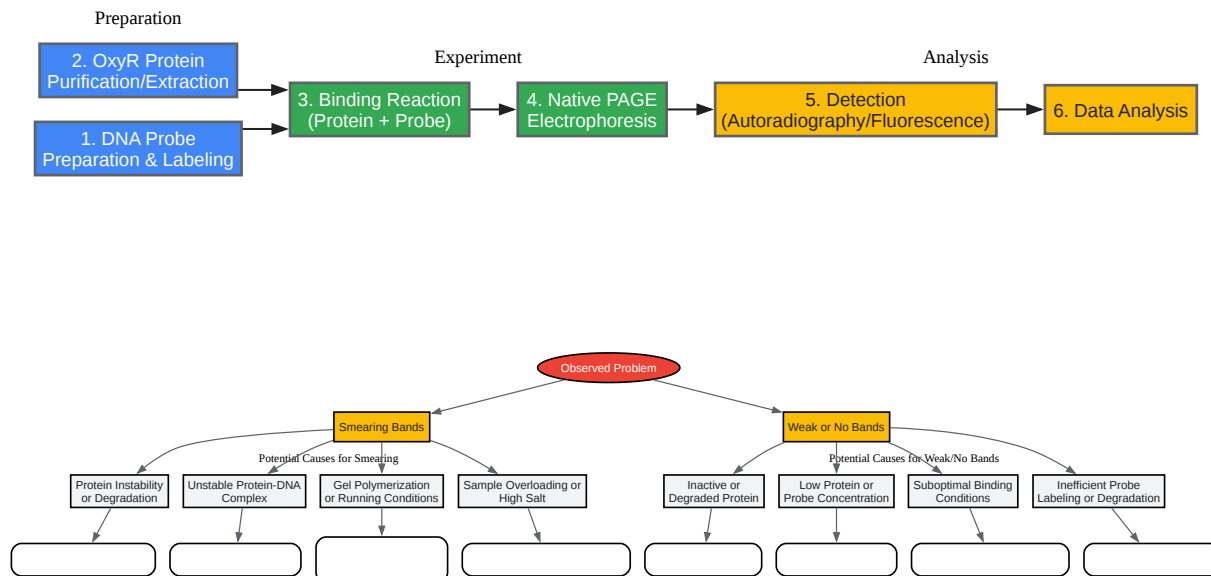 Preparation
2. OxyR Protein
Purification/Extraction
1. DNA Probe
Preparation & Labeling
Experiment
3. Binding Reaction
(Protein + Probe)
4. Native PAGE
Electrophoresis
Analysis
5. Detection
(Autoradiography/Fluorescence)
6. Data Analysis
Observed Problem
Smearing Bands
Weak or No Bands
Potential Causes for Smearing
Potential Causes for Weak/No Bands
Protein Instability
or Degradation
Unstable Protein-DNA
Complex
Gel Polymerization
or Running Conditions
Sample Overloading or
High Salt
Inactive or
Degraded Protein
Low Protein or
Probe Concentration
Suboptimal Binding
Conditions
Inefficient Probe
Labeling or Degradation